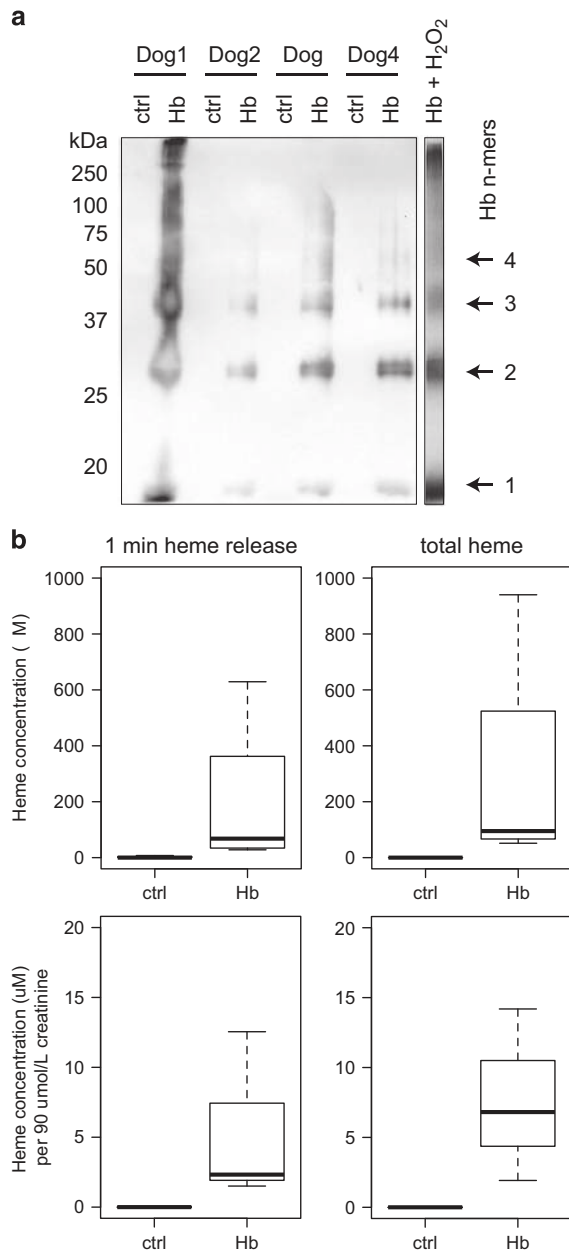 a
Dog1 Dog2 Dog Dog4
ctrl Hb ctrl Hb ctrl Hb ctrl Hb Hb + H2O2
kDa
250
100
75
50
37
25
20
Hb n-mers
4
3
2
1
b
1 min heme release
Heme concentration ( M)
1000
800
600
400
200
0
ctrl Hb
total heme
1000
800
600
400
200
0
ctrl Hb
Heme concentration (uM)
per 90 umol/L creatinine
20
15
10
5
0
ctrl Hb
20
15
10
5
0
ctrl Hb